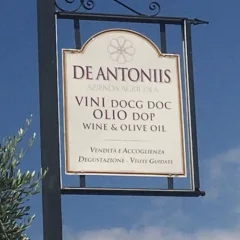 DE ANTONIIS
AZIENDA AGRICOLA
VINI DOCG DOC
OLIO DOP
WINE & OLIVE OIL
VENDITA E ACCOGLIENZA
DEGUSTAZIONE - VISITE GUIDATE